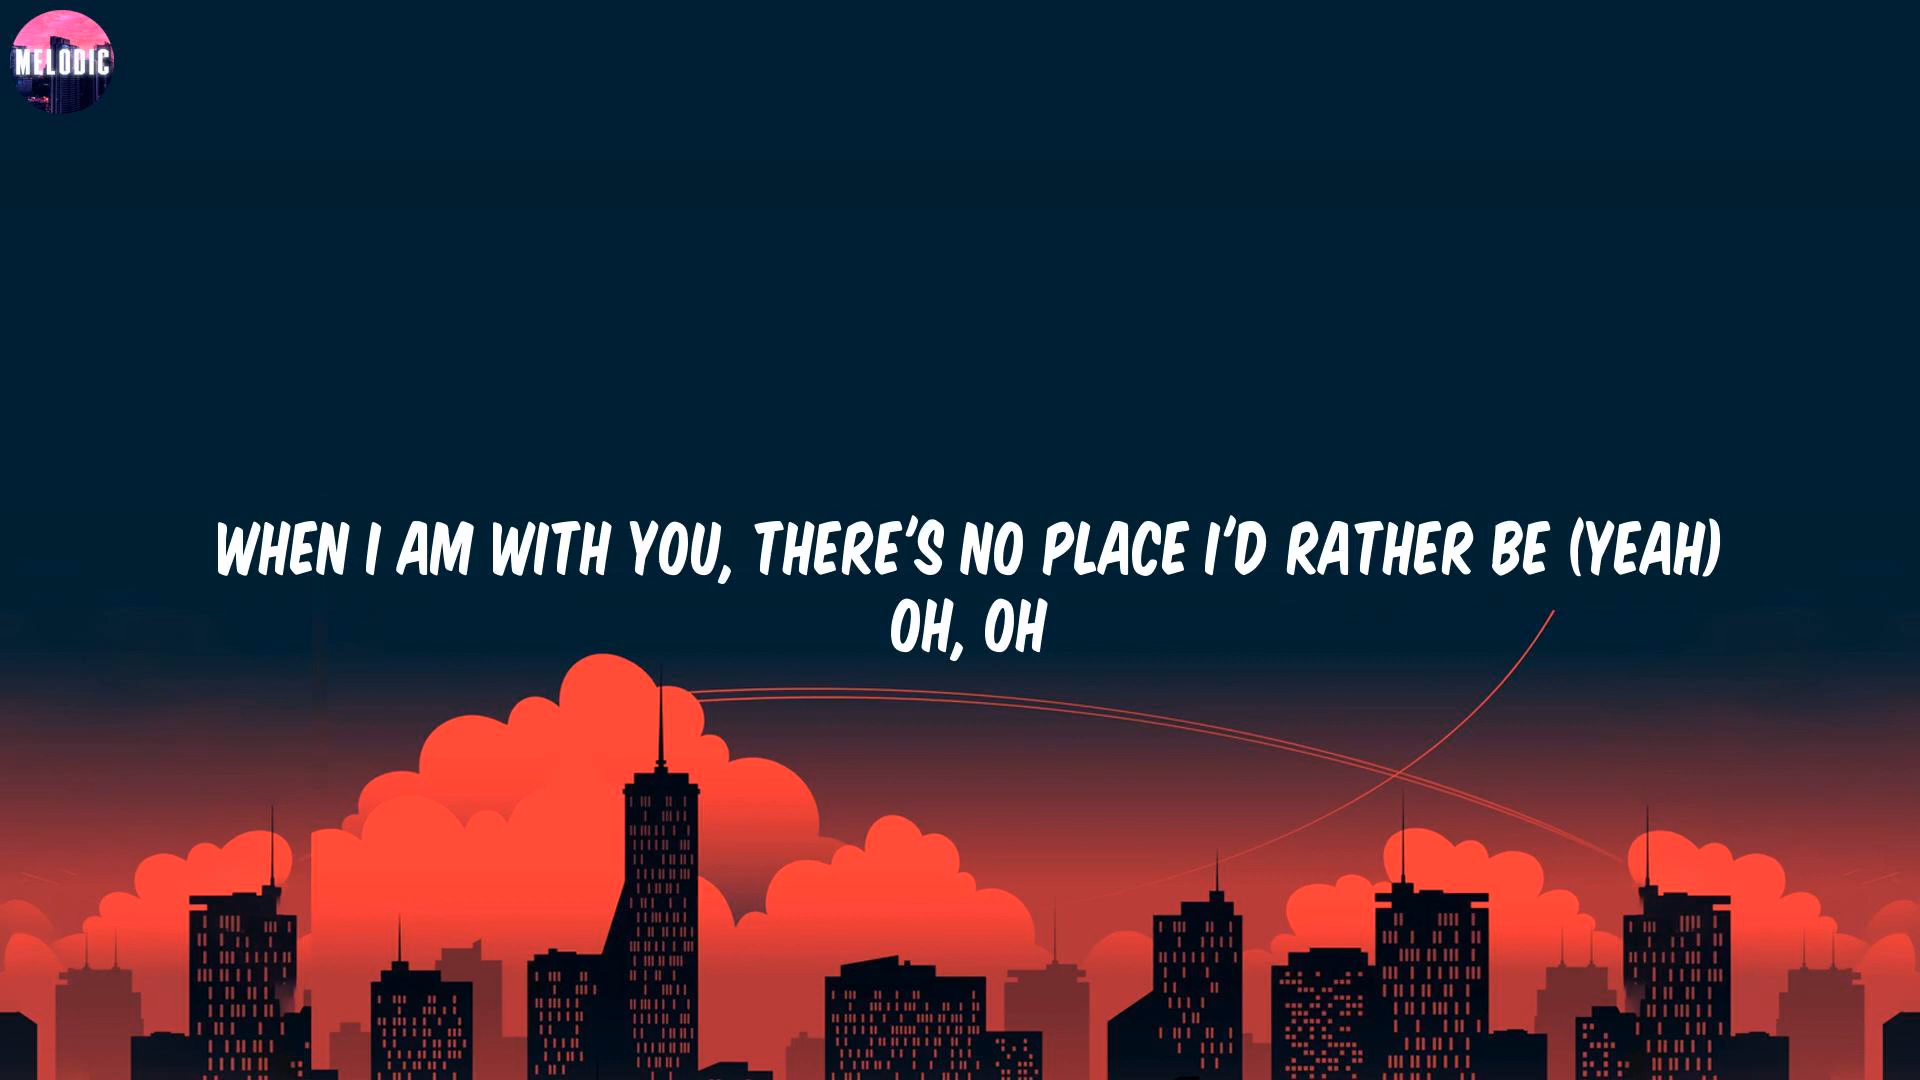 MELODIC
WHEN I AM WITH YOU, THERE'S NO PLACE I'D RATHER BE (YEAH)
OH, OH